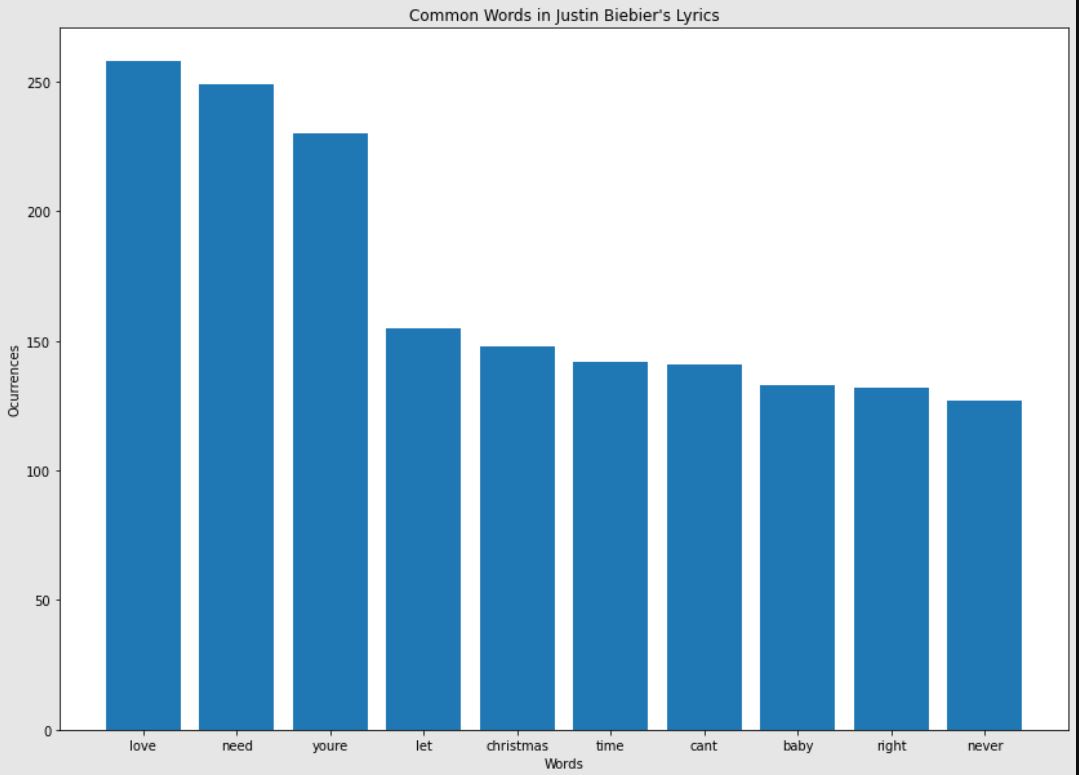 Common Words in Justin Biebier's Lyrics
250
200
150
100
50
0
Ocurrences
love need youre let christmas time cant baby right never
Words